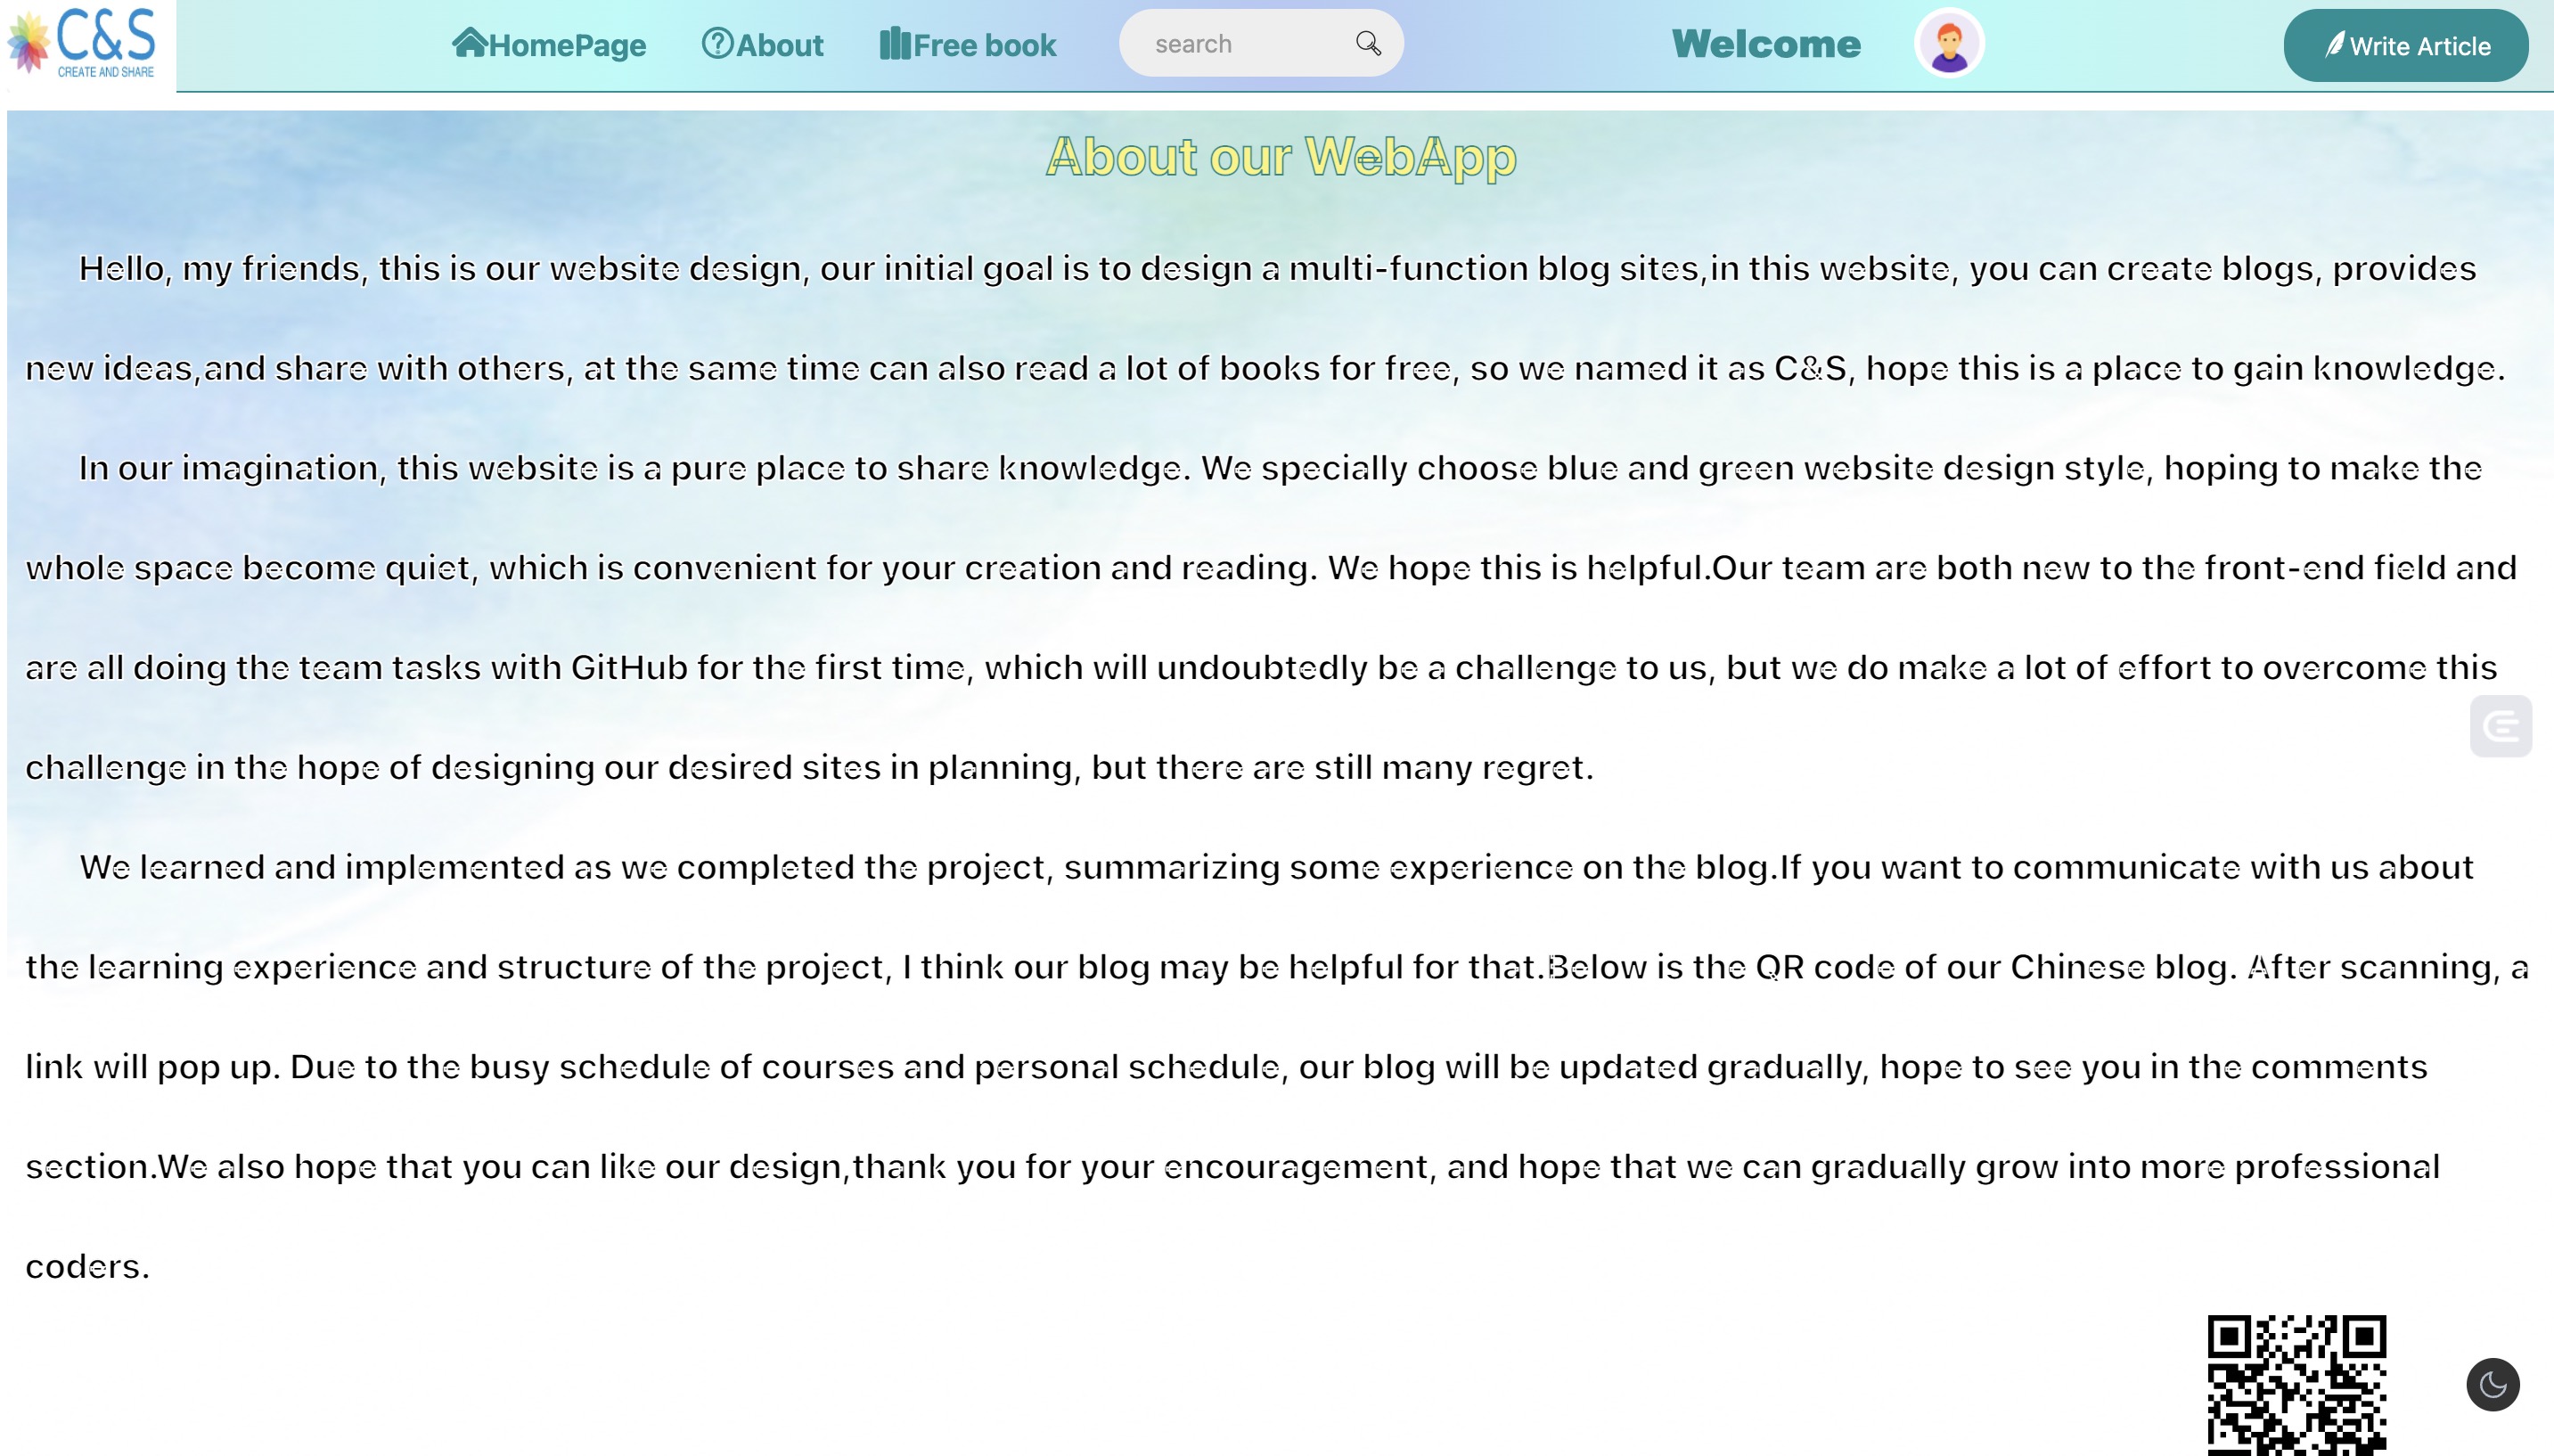 C&S
CREATE AND SHARE
HomePage
About
Free book
search
Welcome
Write Article
About our WebApp
Hello, my friends, this is our website design, our initial goal is to design a multi-function blog sites,in this website, you can create blogs, provides
new ideas,and share with others, at the same time can also read a lot of books for free, so we named it as C&S, hope this is a place to gain knowledge.
In our imagination, this website is a pure place to share knowledge. We specially choose blue and green website design style, hoping to make the
whole space become quiet, which is convenient for your creation and reading. We hope this is helpful.Our team are both new to the front-end field and
are all doing the team tasks with GitHub for the first time, which will undoubtedly be a challenge to us, but we do make a lot of effort to overcome this
challenge in the hope of designing our desired sites in planning, but there are still many regret.
We learned and implemented as we completed the project, summarizing some experience on the blog.If you want to communicate with us about
the learning experience and structure of the project, I think our blog may be helpful for that.Below is the QR code of our Chinese blog. After scanning, a
link will pop up. Due to the busy schedule of courses and personal schedule, our blog will be updated gradually, hope to see you in the comments
section.We also hope that you can like our design,thank you for your encouragement, and hope that we can gradually grow into more professional
coders.